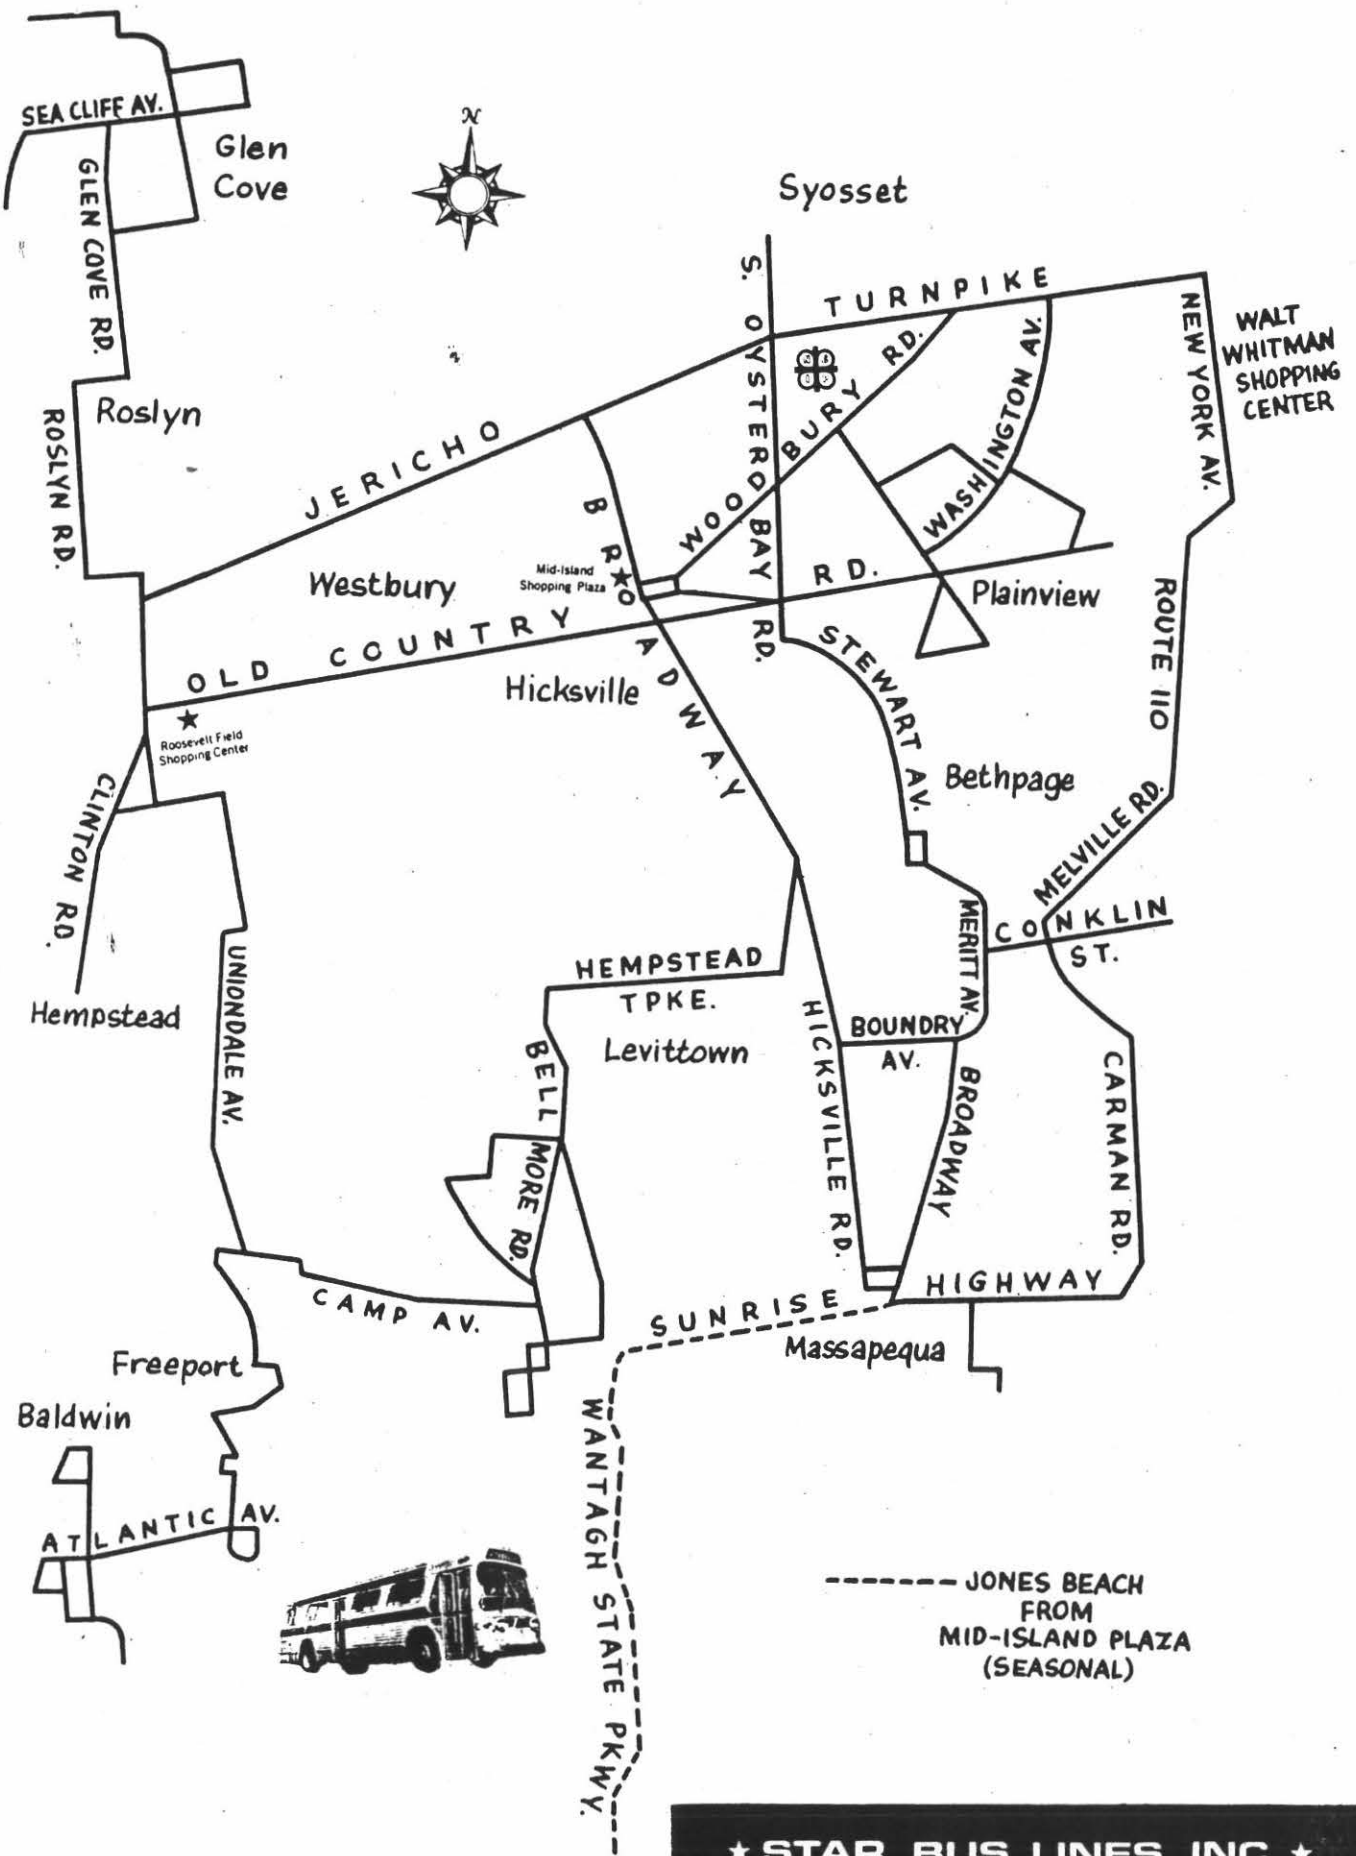 SEA CLIFF AV.
Glen
Cove
GLEN COVE RD.
N
Syosset
S. OYSTER BAY RD.
JERICHO TURNPIKE
NEW YORK AV.
WALT
WHITMAN
SHOPPING
CENTER
Roslyn
ROSLYN RD.
WOODBURY RD.
WASHINGTON AV.
BROADWAY
Mid-Island
Shopping Plaza
Westbury
OLD COUNTRY RD.
Plainview
ROUTE 110
Hicksville
STEWART AV.
Roosevelt Field
Shopping Center
CLINTON RD.
Bethpage
MELVILLE RD.
CONKLIN
ST.
MERITT AV.
Hempstead
UNIONDALE AV.
HEMPSTEAD
TPKE.
Levittown
HICKSVILLE RD.
BOUNDRY
AV.
BROADWAY
CARMAN RD.
BELLMORE RD.
CAMP AV.
SUNRISE HIGHWAY
Massapequa
Freeport
Baldwin
ATLANTIC AV.
WANTAGH STATE PKWY.
JONES BEACH
FROM
MID-ISLAND PLAZA
(SEASONAL)
STAR BUS LINES, INC